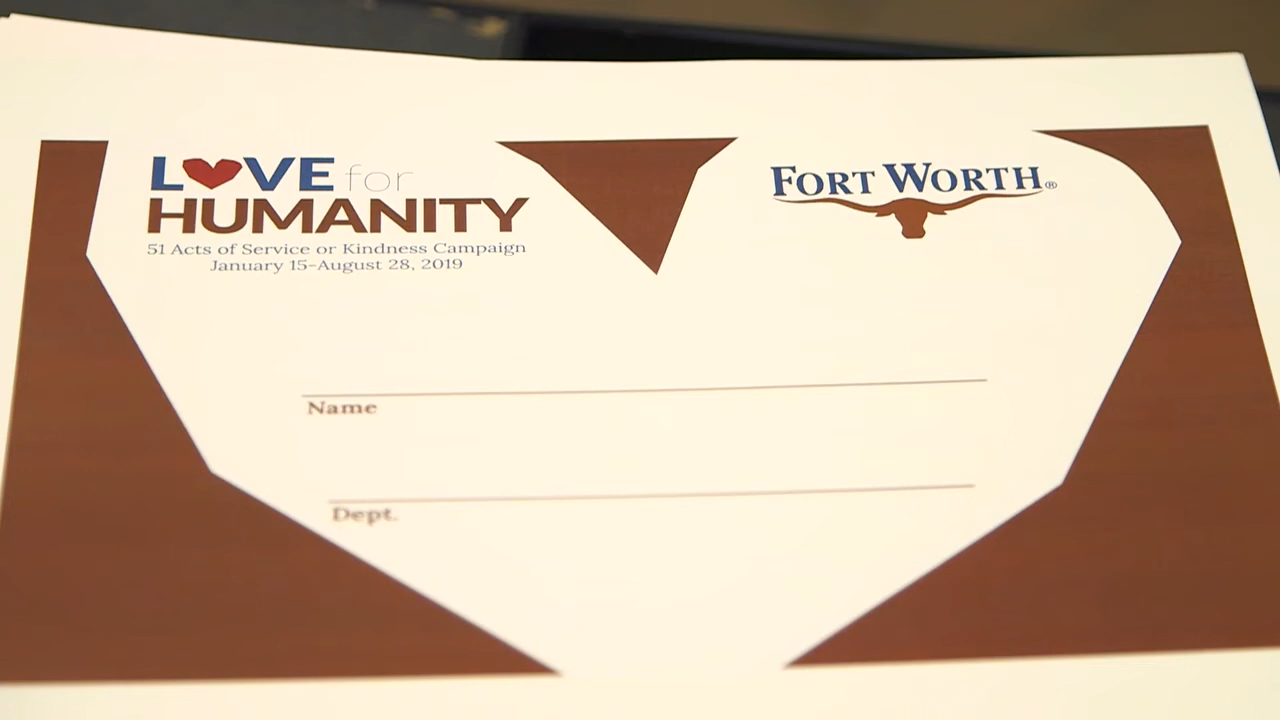 LOVE for
HUMANITY
51 Acts of Service or Kindness Campaign
January 15-August 28, 2019
FORT WORTH®
Name
Dept.